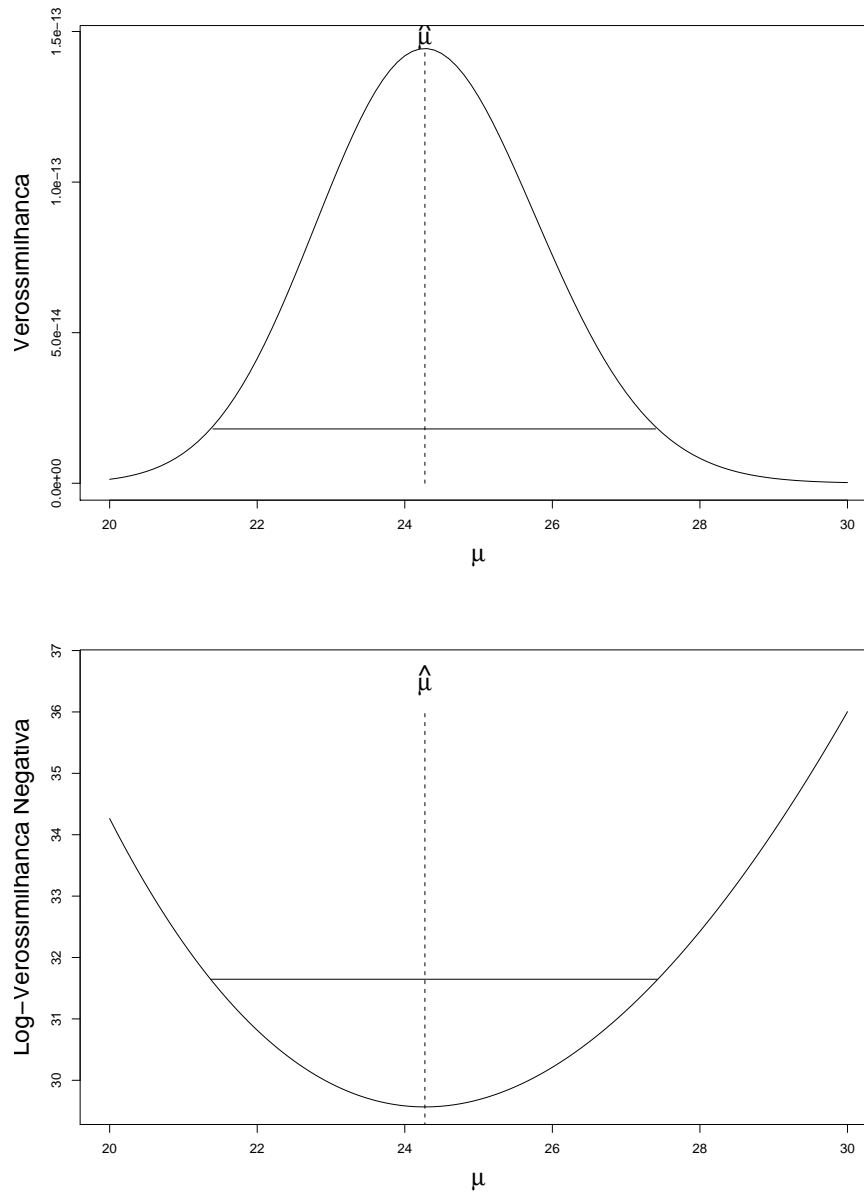 μ̂
Verossimilhanca
0.0e+00 5.0e−14 1.0e−13 1.5e−13
20 22 24 26 28 30
μ
μ̂
Log−Verossimilhanca Negativa
30 31 32 33 34 35 36 37
20 22 24 26 28 30
μ